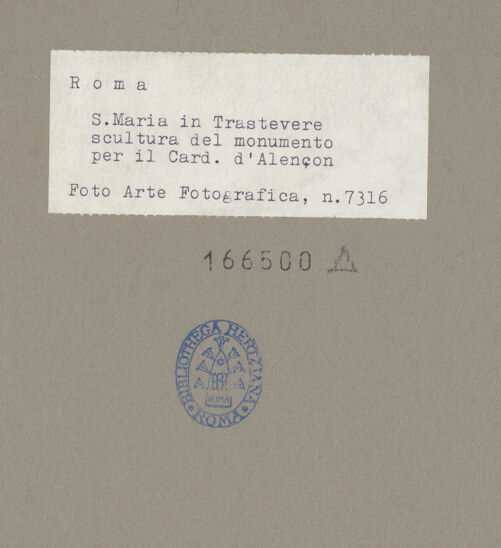 Roma
S.Maria in Trastevere
scultura del monumento
per il Card. d'Alençon
Foto Arte Fotografica, n.7316
166500
BIBLIOTHECA HERTZIANA
ROMA
ROMA